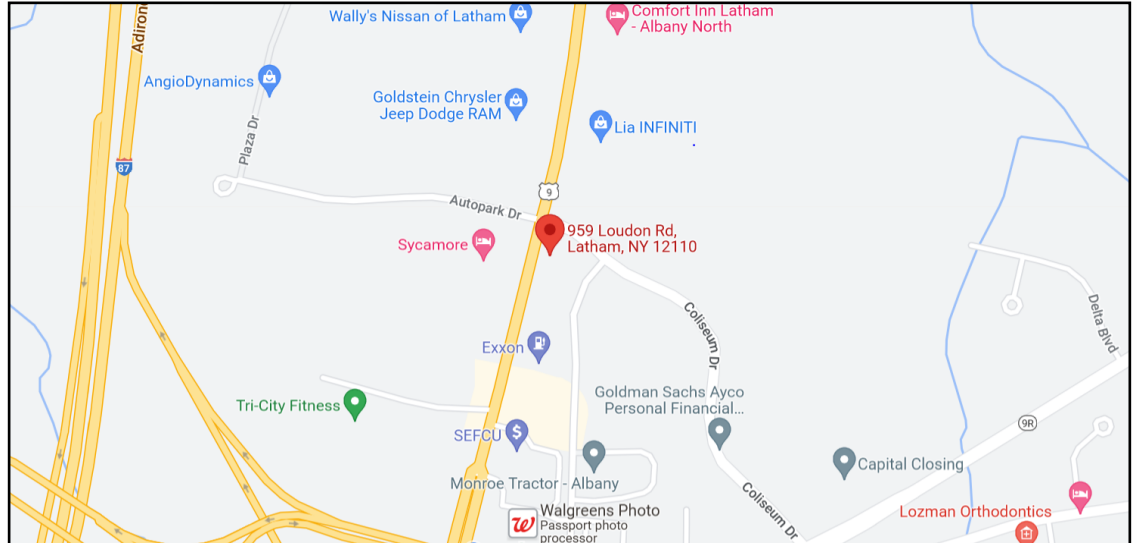 Wally's Nissan of Latham
Comfort Inn Latham
- Albany North
Adiron
AngioDynamics
Goldstein Chrysler
Jeep Dodge RAM
Lia INFINITI
Plaza Dr
87
9
Autopark Dr
959 Loudon Rd,
Latham, NY 12110
Sycamore
Coliseum Dr
Delta Blvd
Exxon
Goldman Sachs Ayco
Personal Financial...
Tri-City Fitness
9R
SEFCU
$
Capital Closing
Monroe Tractor - Albany
Coliseum Dr
Walgreens Photo
Passport photo
processor
Lozman Orthodontics